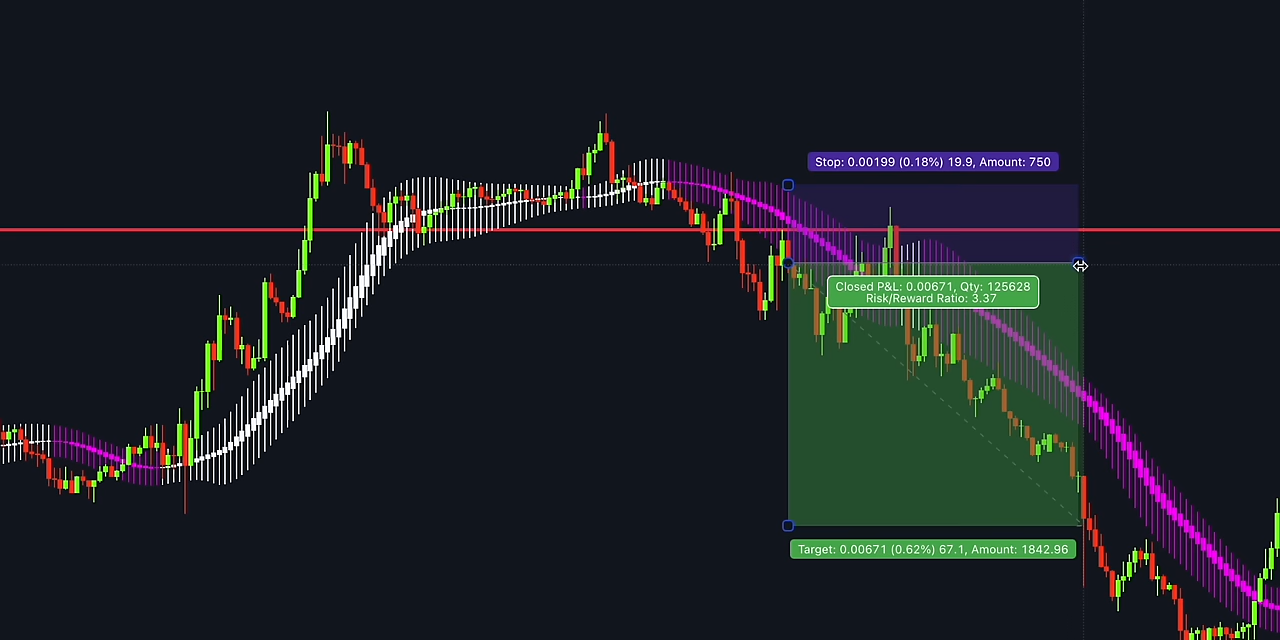 Stop: 0.00199 (0.18%) 19.9, Amount: 750
Closed P&L: 0.00671, Qty: 125628
Risk/Reward Ratio: 3.37
Target: 0.00671 (0.62%) 67.1, Amount: 1842.96